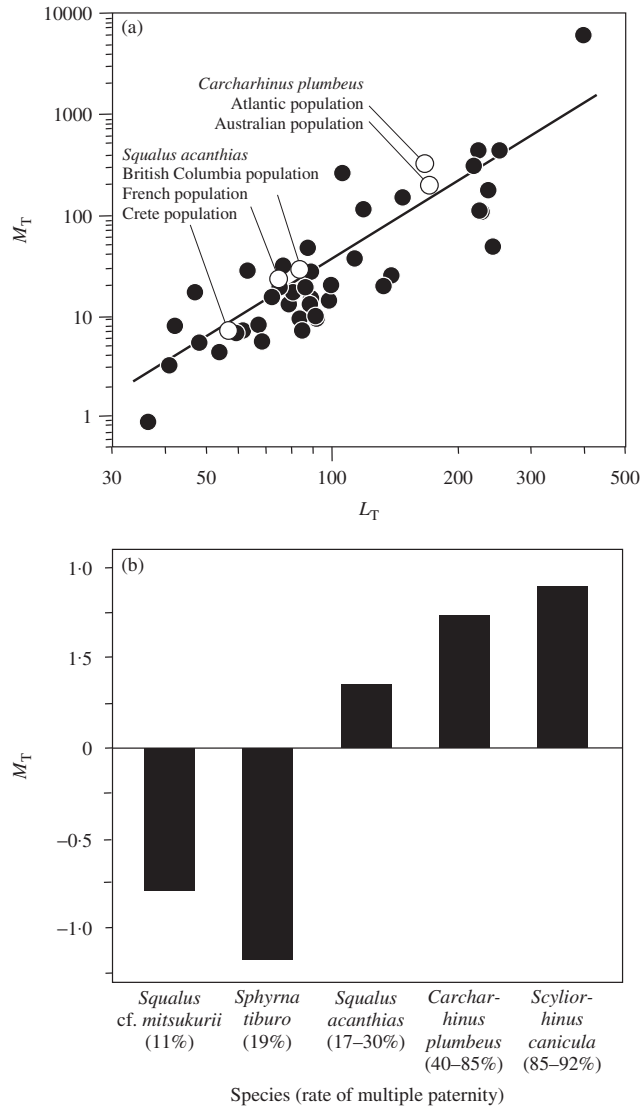 (a)
10000
1000
100
10
1
M_T
Carcharhinus plumbeus
Atlantic population
Australian population
Squalus acanthias
British Columbia population
French population
Crete population
30 50 100 200 300 500
L_T
(b)
1·0
1·5
0
–0·5
–1·0
M_T
Squalus
cf. mitsukurii
(11%)
Sphyrna
tiburo
(19%)
Squalus
acanthias
(17–30%)
Carchar-
hinus
plumbeus
(40–85%)
Scylior-
hinus
canicula
(85–92%)
Species (rate of multiple paternity)